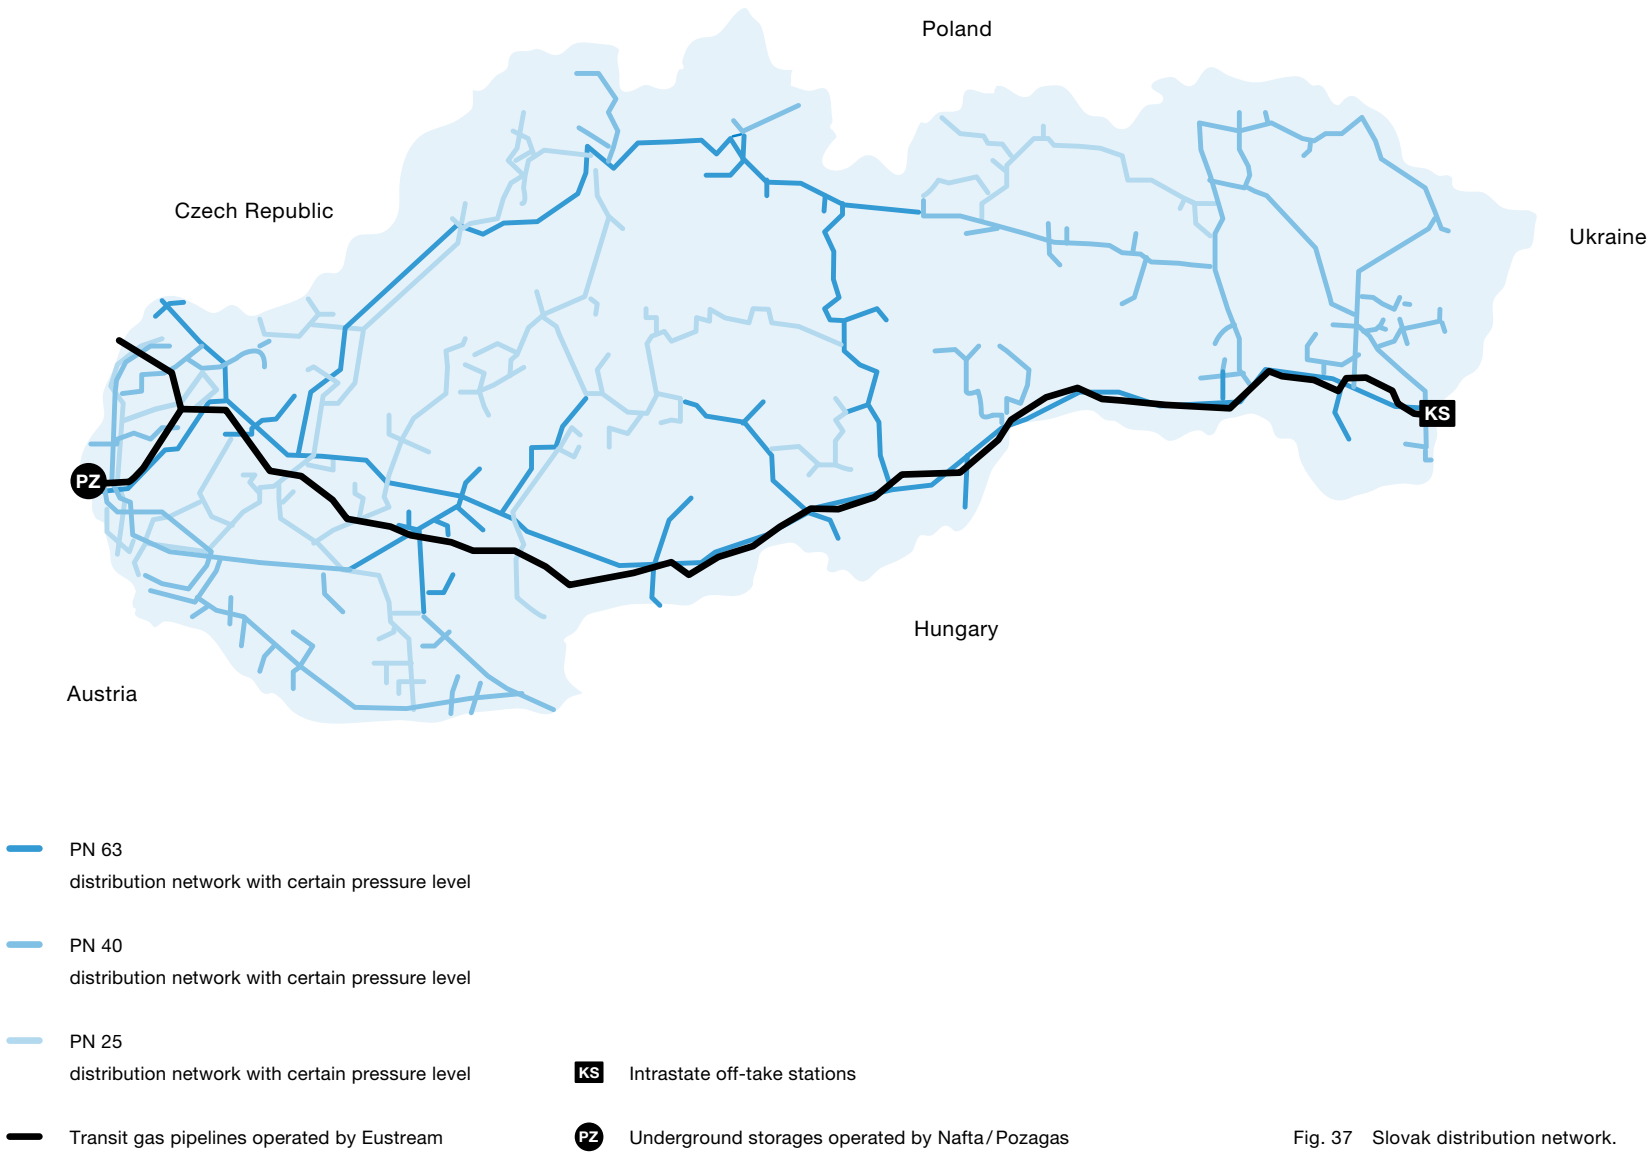 Poland
Czech Republic
Ukraine
KS
PZ
Hungary
Austria
PN 63
distribution network with certain pressure level
PN 40
distribution network with certain pressure level
PN 25
distribution network with certain pressure level
KS Intrastate off-take stations
Transit gas pipelines operated by Eustream
PZ Underground storages operated by Nafta/Pozagas
Fig. 37 Slovak distribution network.